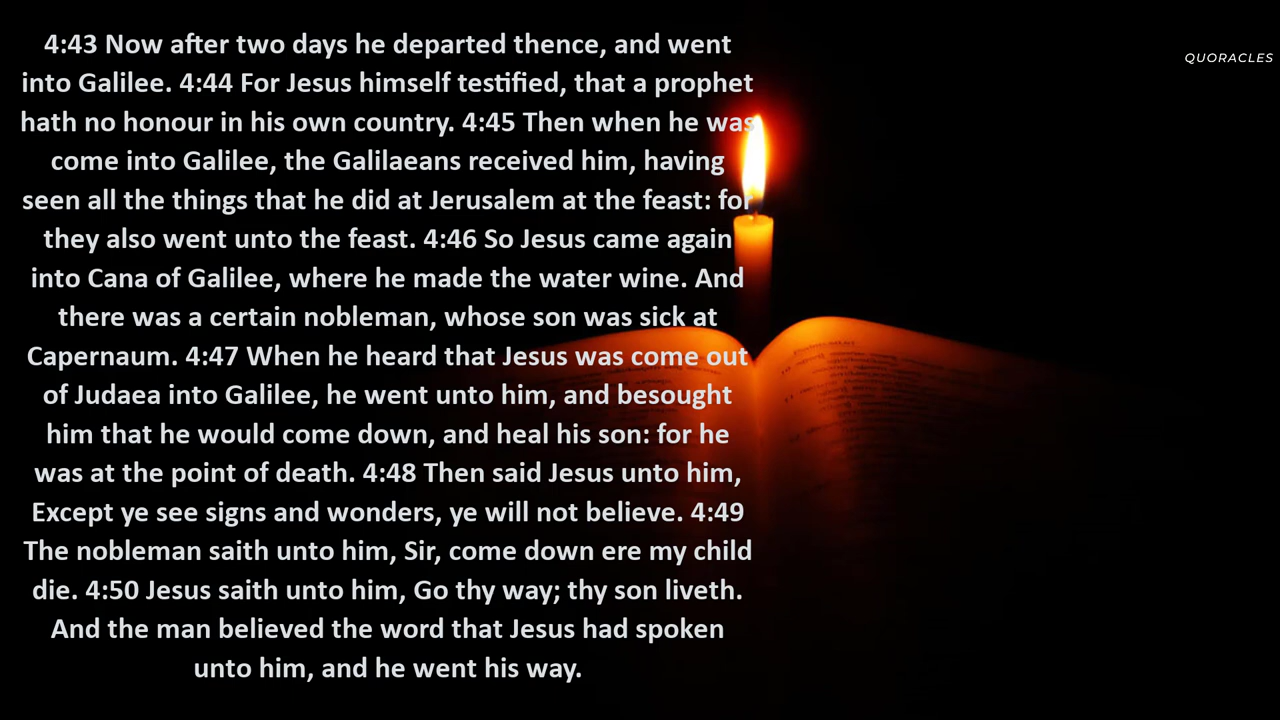 4:43 Now after two days he departed thence, and went
into Galilee. 4:44 For Jesus himself testified, that a prophet
hath no honour in his own country. 4:45 Then when he was
come into Galilee, the Galilaeans received him, having
seen all the things that he did at Jerusalem at the feast: for
they also went unto the feast. 4:46 So Jesus came again
into Cana of Galilee, where he made the water wine. And
there was a certain nobleman, whose son was sick at
Capernaum. 4:47 When he heard that Jesus was come out
of Judaea into Galilee, he went unto him, and besought
him that he would come down, and heal his son: for he
was at the point of death. 4:48 Then said Jesus unto him,
Except ye see signs and wonders, ye will not believe. 4:49
The nobleman saith unto him, Sir, come down ere my child
die. 4:50 Jesus saith unto him, Go thy way; thy son liveth.
And the man believed the word that Jesus had spoken
unto him, and he went his way.
QUORACLES